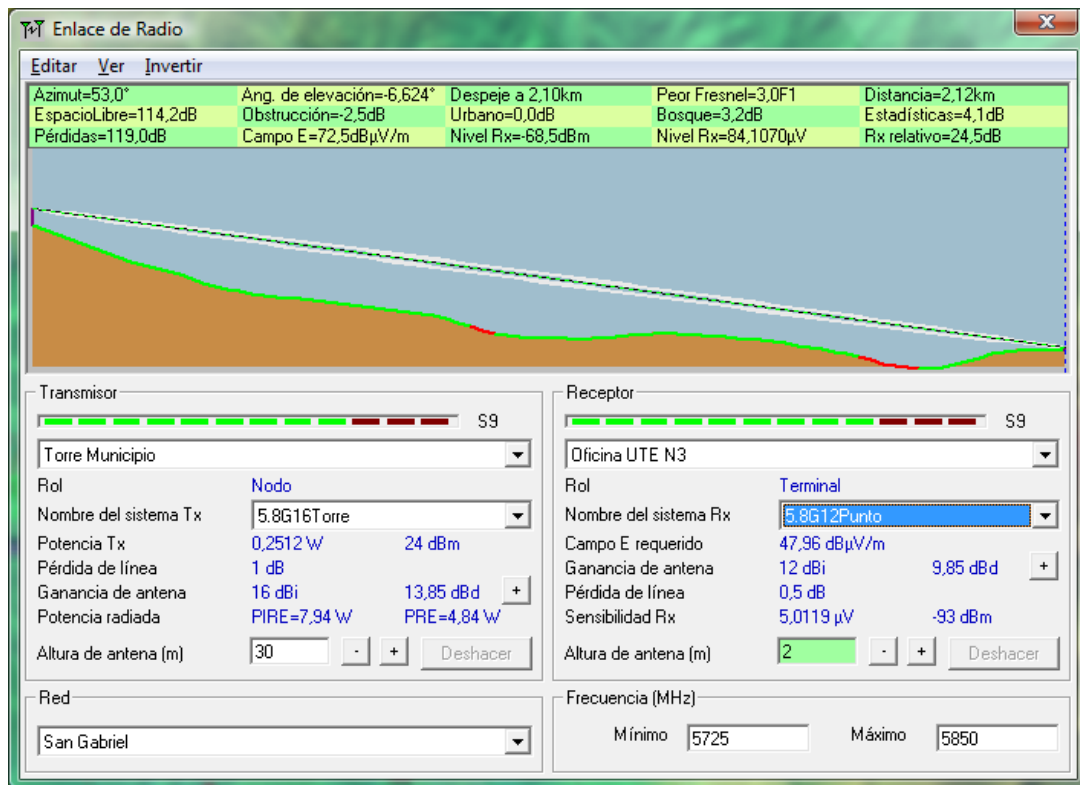 Enlace de Radio
Editar Ver Invertir
Azimut=53,0° Ang. de elevación=-6,624° Despeje a 2,10km Peor Fresnel=3,0F1 Distancia=2,12km
EspacioLibre=114,2dB Obstrucción=-2,5dB Urbano=0,0dB Bosque=3,2dB Estadísticas=4,1dB
Pérdidas=119,0dB Campo E=72,5dBµV/m Nivel Rx=-68,5dBm Nivel Rx=84,1070µV Rx relativo=24,5dB
Transmisor
S9
Torre Municipio
Rol Nodo
Nombre del sistema Tx 5.8G16Torre
Potencia Tx 0,2512 W 24 dBm
Pérdida de línea 1 dB
Ganancia de antena 16 dBi 13,85 dBd +
Potencia radiada PIRE=7,94 W PRE=4,84 W
Altura de antena (m) 30 - + Deshacer
Receptor
S9
Oficina UTE N3
Rol Terminal
Nombre del sistema Rx 5.8G12Punto
Campo E requerido 47,96 dBµV/m
Ganancia de antena 12 dBi 9,85 dBd +
Pérdida de línea 0,5 dB
Sensibilidad Rx 5,0119 µV -93 dBm
Altura de antena (m) 2 - + Deshacer
Red
San Gabriel
Frecuencia (MHz)
Mínimo 5725 Máximo 5850